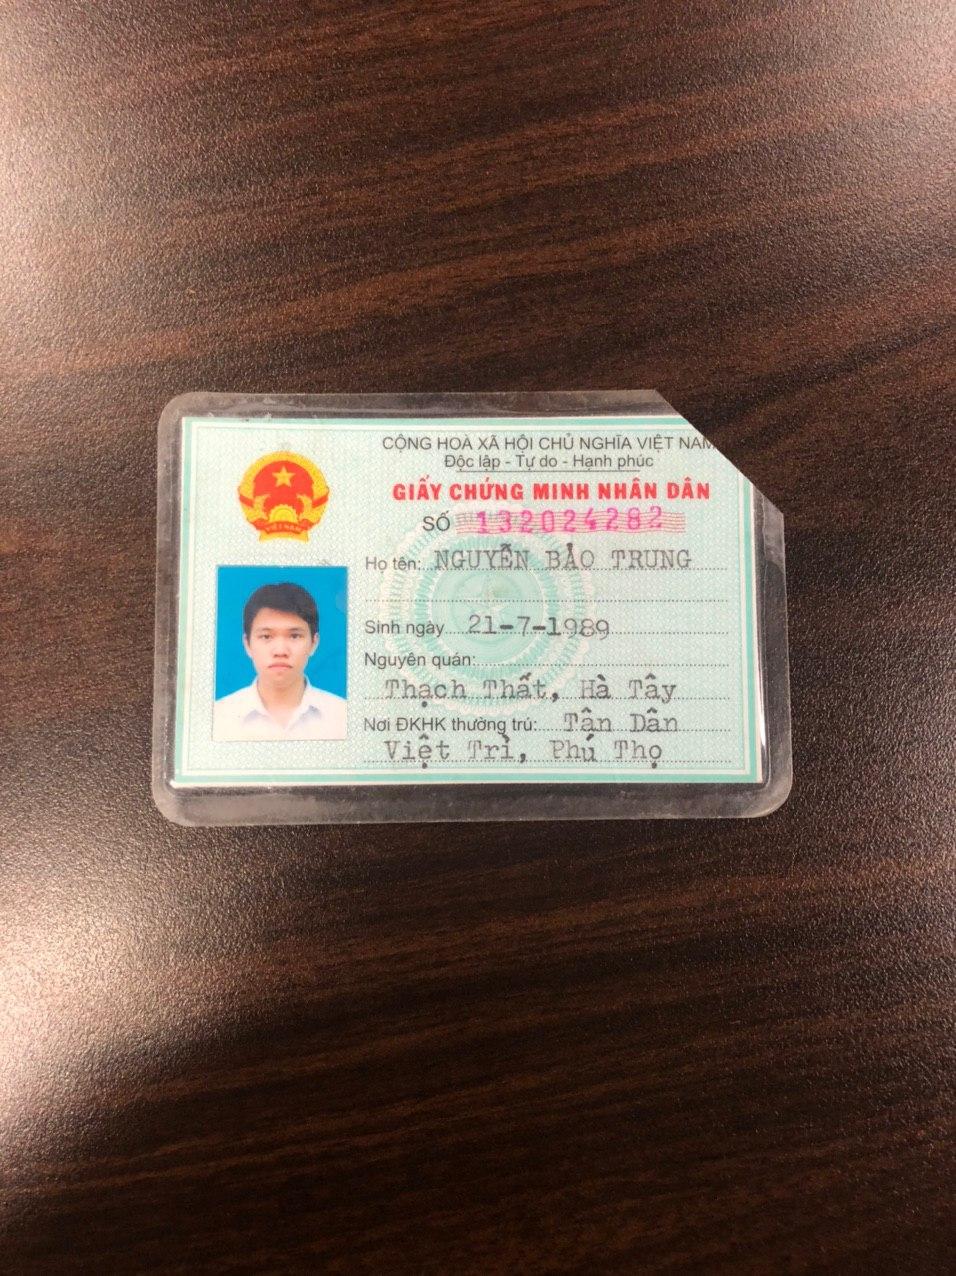 CỘNG HOÀ XÃ HỘI CHỦ NGHĨA VIỆT NAM
Độc lập - Tự do - Hạnh phúc
GIẤY CHỨNG MINH NHÂN DÂN
SỐ 132024282
Họ tên: NGUYỄN BẢO TRUNG
Sinh ngày 21-7-1989
Nguyên quán:
Thạch Thất, Hà Tây
Nơi ĐKHK thường trú: Tân Dân
Việt Trì, Phú Thọ
VIỆT NAM